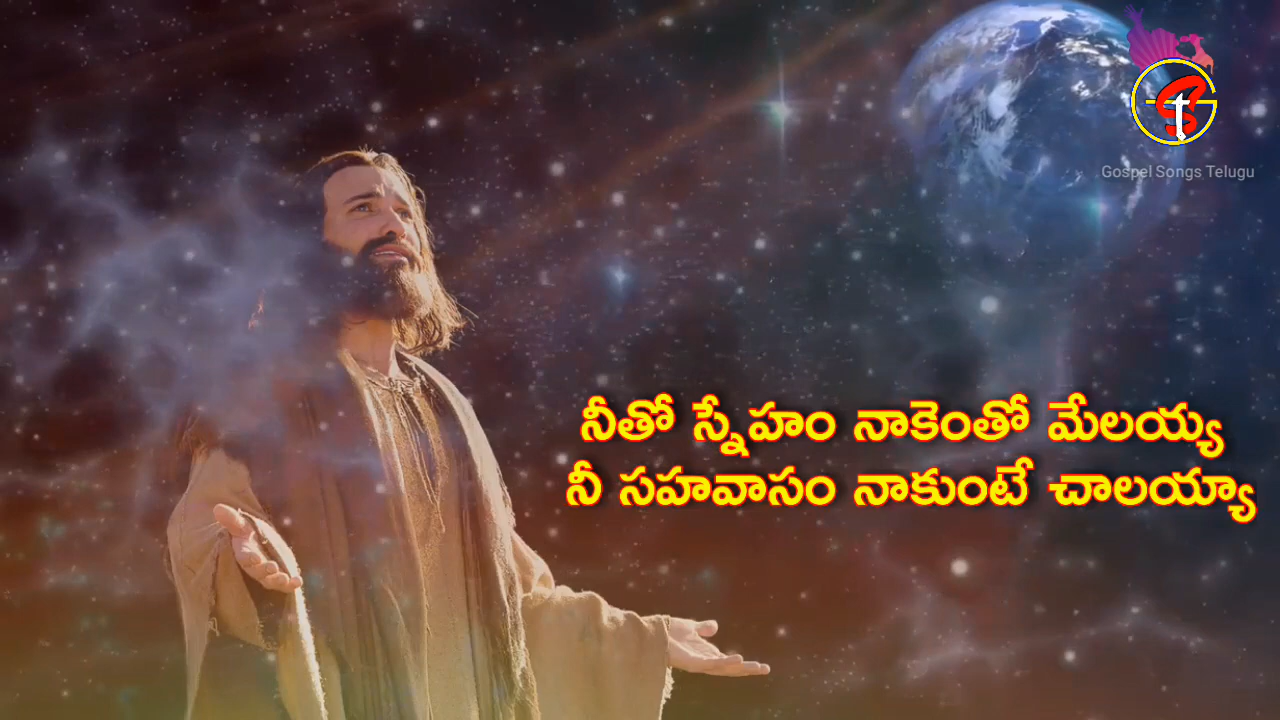 Gospel Songs Telugu
నీతో స్నేహం నాకెంతో మేలయ్య
నీ సహవాసం నాకుంటే చాలయ్యా